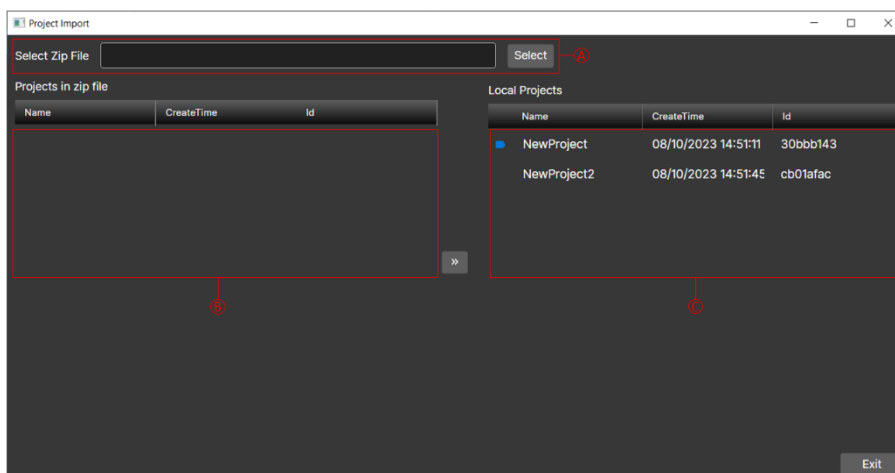 Project Import
Select Zip File Select Ⓐ
Projects in zip file
Name CreateTime Id
Local Projects
Name CreateTime Id
NewProject 08/10/2023 14:51:11 30bbb143
NewProject2 08/10/2023 14:51:45 cb01afac
»
Ⓑ Ⓒ
Exit